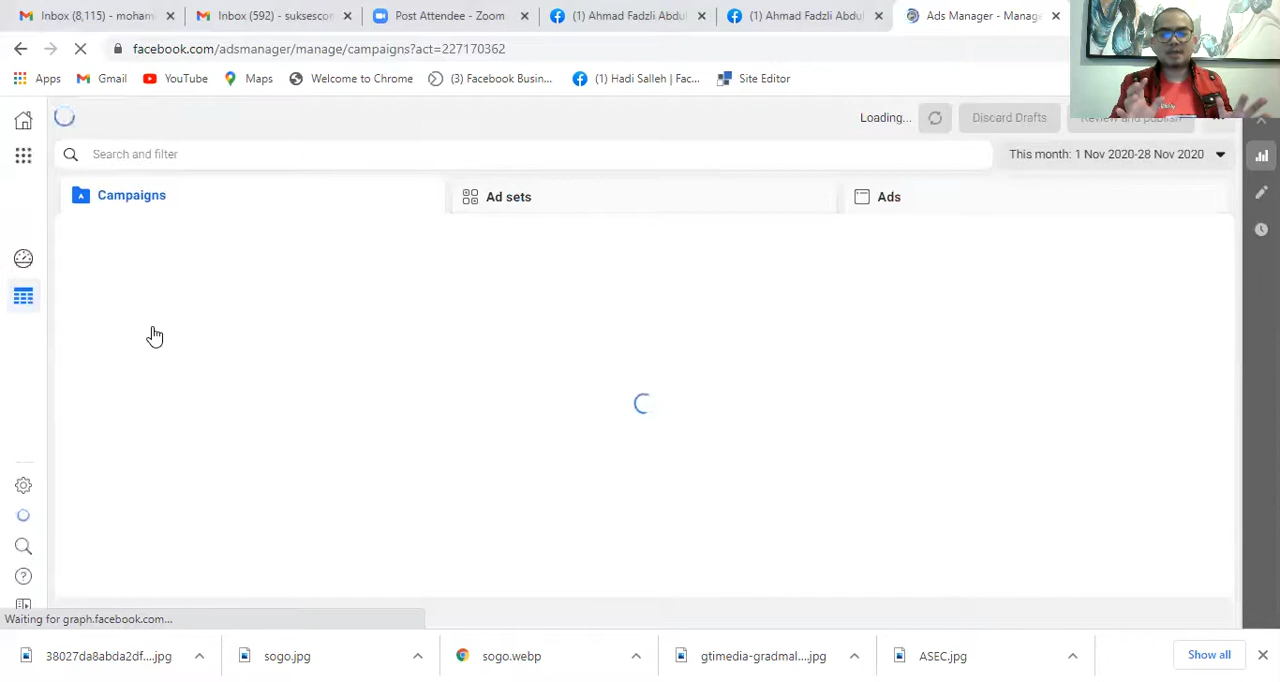 Inbox (8,115) - moham
Inbox (592) - suksescor
Post Attendee - Zoom
(1) Ahmad Fadzli Abdul
(1) Ahmad Fadzli Abdul
Ads Manager - Manage
facebook.com/adsmanager/manage/campaigns?act=227170362
Apps
Gmail
YouTube
Maps
Welcome to Chrome
(3) Facebook Busin...
(1) Hadi Salleh | Fac...
Site Editor
Loading...
Discard Drafts
Review and publish
Search and filter
This month: 1 Nov 2020-28 Nov 2020
Campaigns
Ad sets
Ads
Waiting for graph.facebook.com...
38027da8abda2df....jpg
sogo.jpg
sogo.webp
gtimedia-gradmal....jpg
ASEC.jpg
Show all